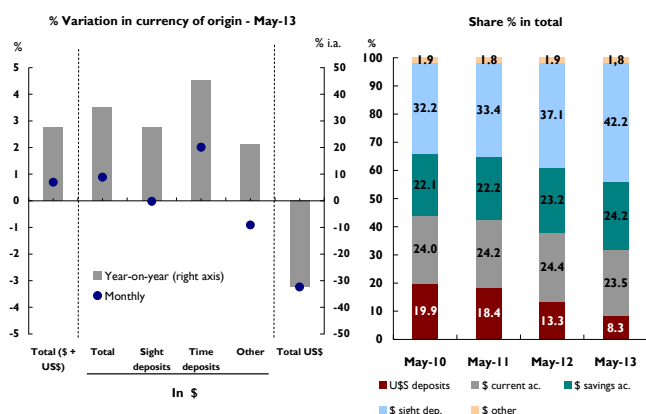 % Variation in currency of origin - May-13
%
% i.a.
5
4
3
2
1
0
-1
-2
-3
-4
-5
50
40
30
20
10
0
-10
-20
-30
-40
-50
Year-on-year (right axis)
Monthly
Total ($ +
US$)
Total
Sight
deposits
Time
deposits
Other
Total US$
In $
Share % in total
%
100
90
80
70
60
50
40
30
20
10
0
1.9
1.8
1.9
1,8
32.2
33.4
37.1
42.2
22.1
22.2
23.2
24.2
24.0
24.2
24.4
23.5
19.9
18.4
13.3
8.3
May-10
May-11
May-12
May-13
U$S deposits
$ current ac.
$ savings ac.
$ sight dep.
$ other